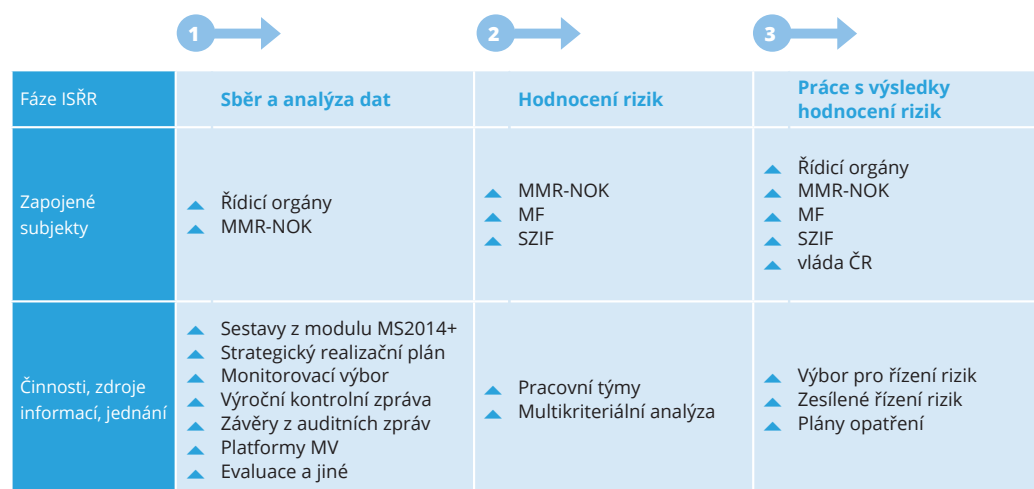 1
2
3
Fáze ISŘR
Sběr a analýza dat
Hodnocení rizik
Práce s výsledky
hodnocení rizik
Zapojené
subjekty
Řídicí orgány
MMR-NOK
MMR-NOK
MF
SZIF
Řídicí orgány
MMR-NOK
MF
SZIF
vláda ČR
Činnosti, zdroje
informací, jednání
Sestavy z modulu MS2014+
Strategický realizační plán
Monitorovací výbor
Výroční kontrolní zpráva
Závěry z auditních zpráv
Platformy MV
Evaluace a jiné
Pracovní týmy
Multikriteriální analýza
Výbor pro řízení rizik
Zesílené řízení rizik
Plány opatření